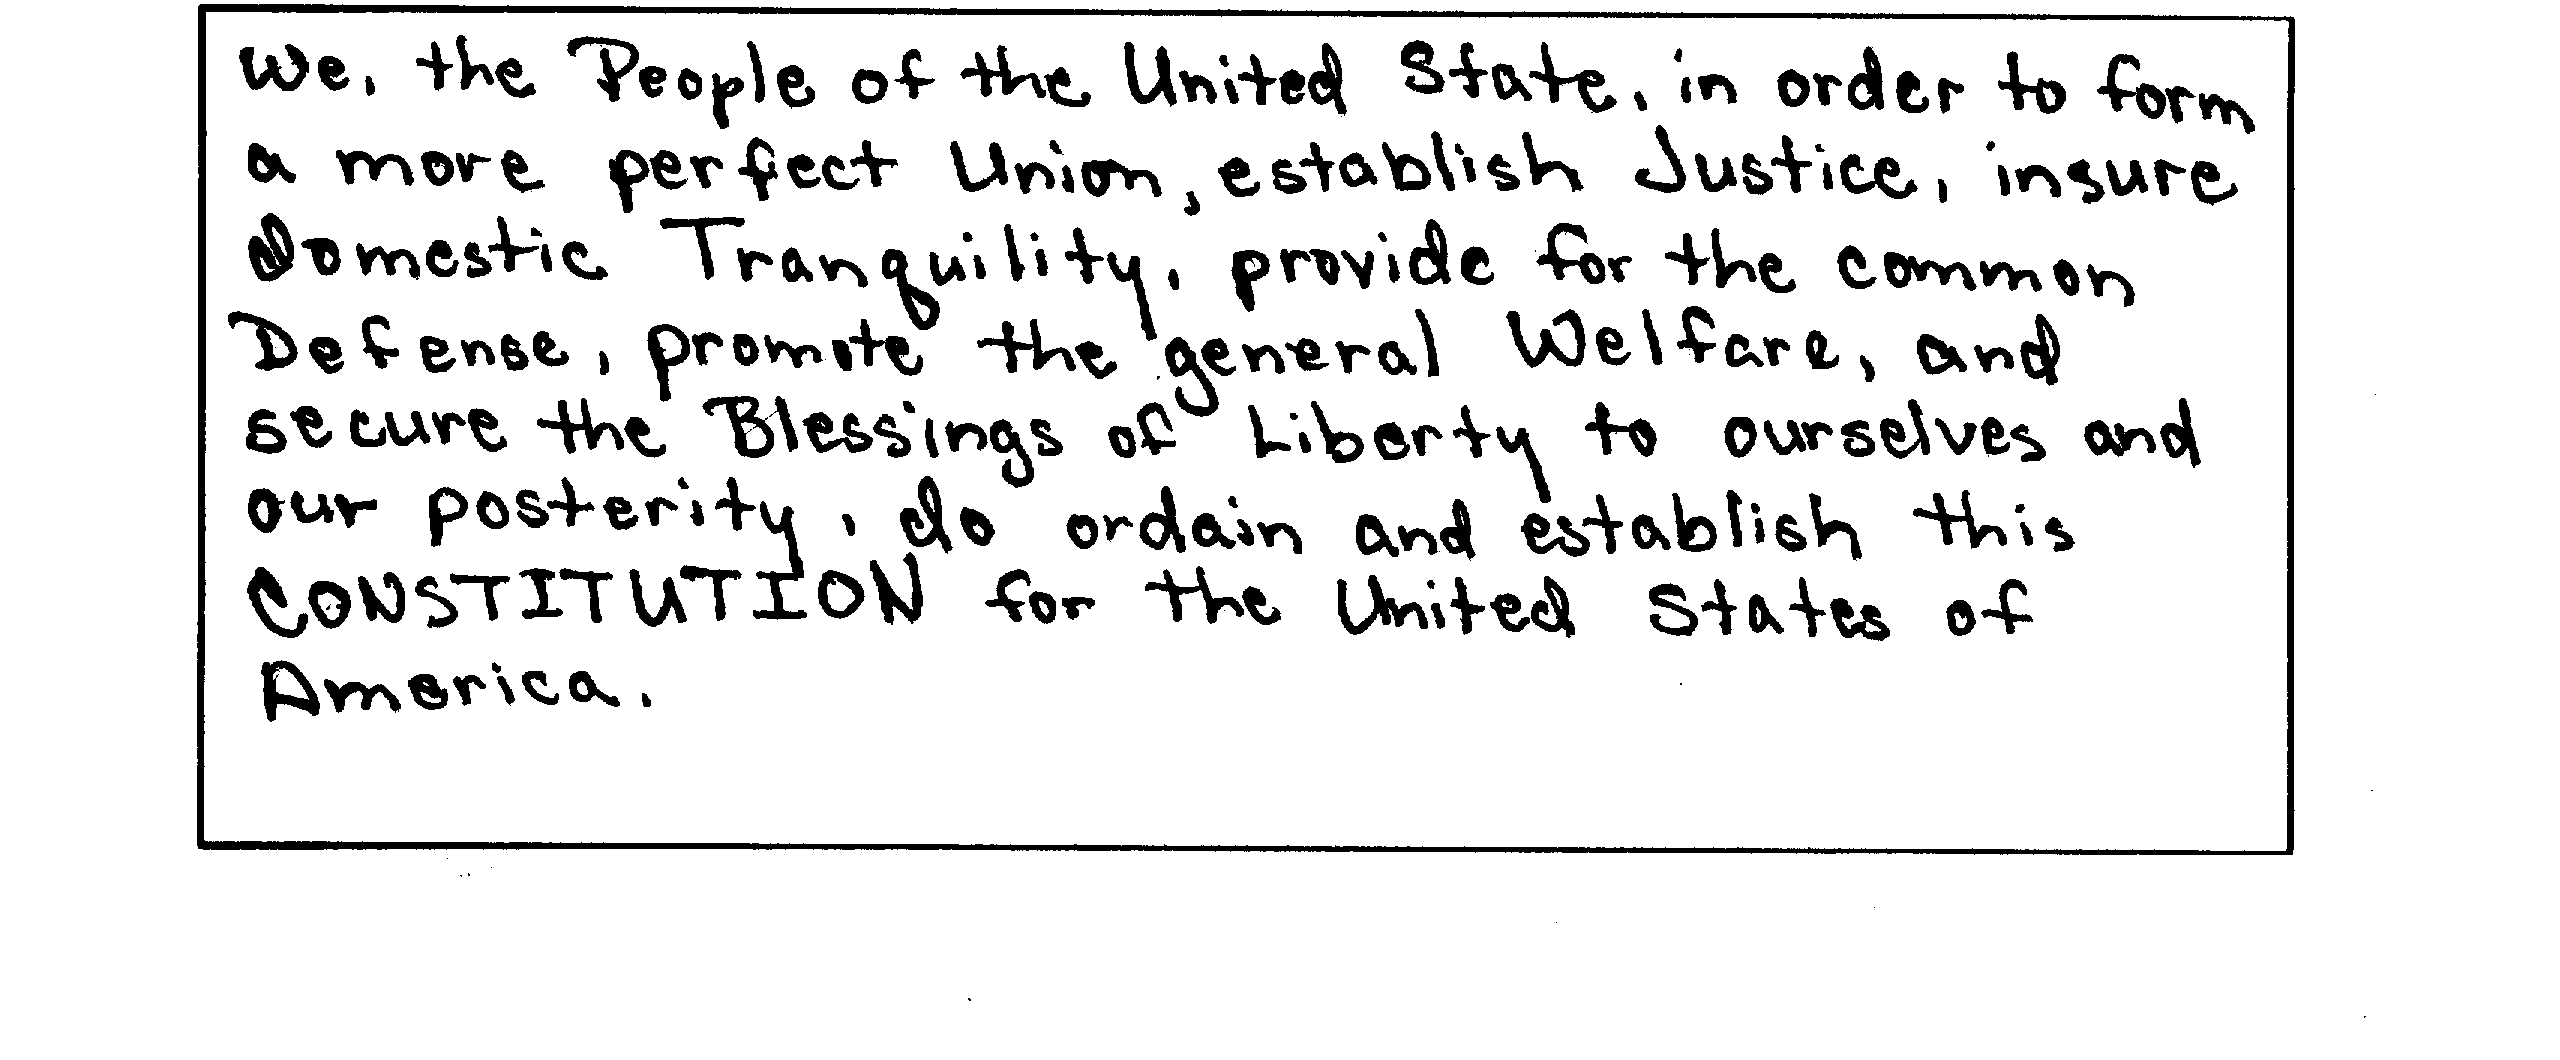 We, the People of the United State, in order to form
a more perfect Union, establish Justice, insure
domestic Tranquility, provide for the common
Defense, promote the general Welfare, and
secure the Blessings of Liberty to ourselves and
our posterity, do ordain and establish this
CONSTITUTION for the United States of
America.